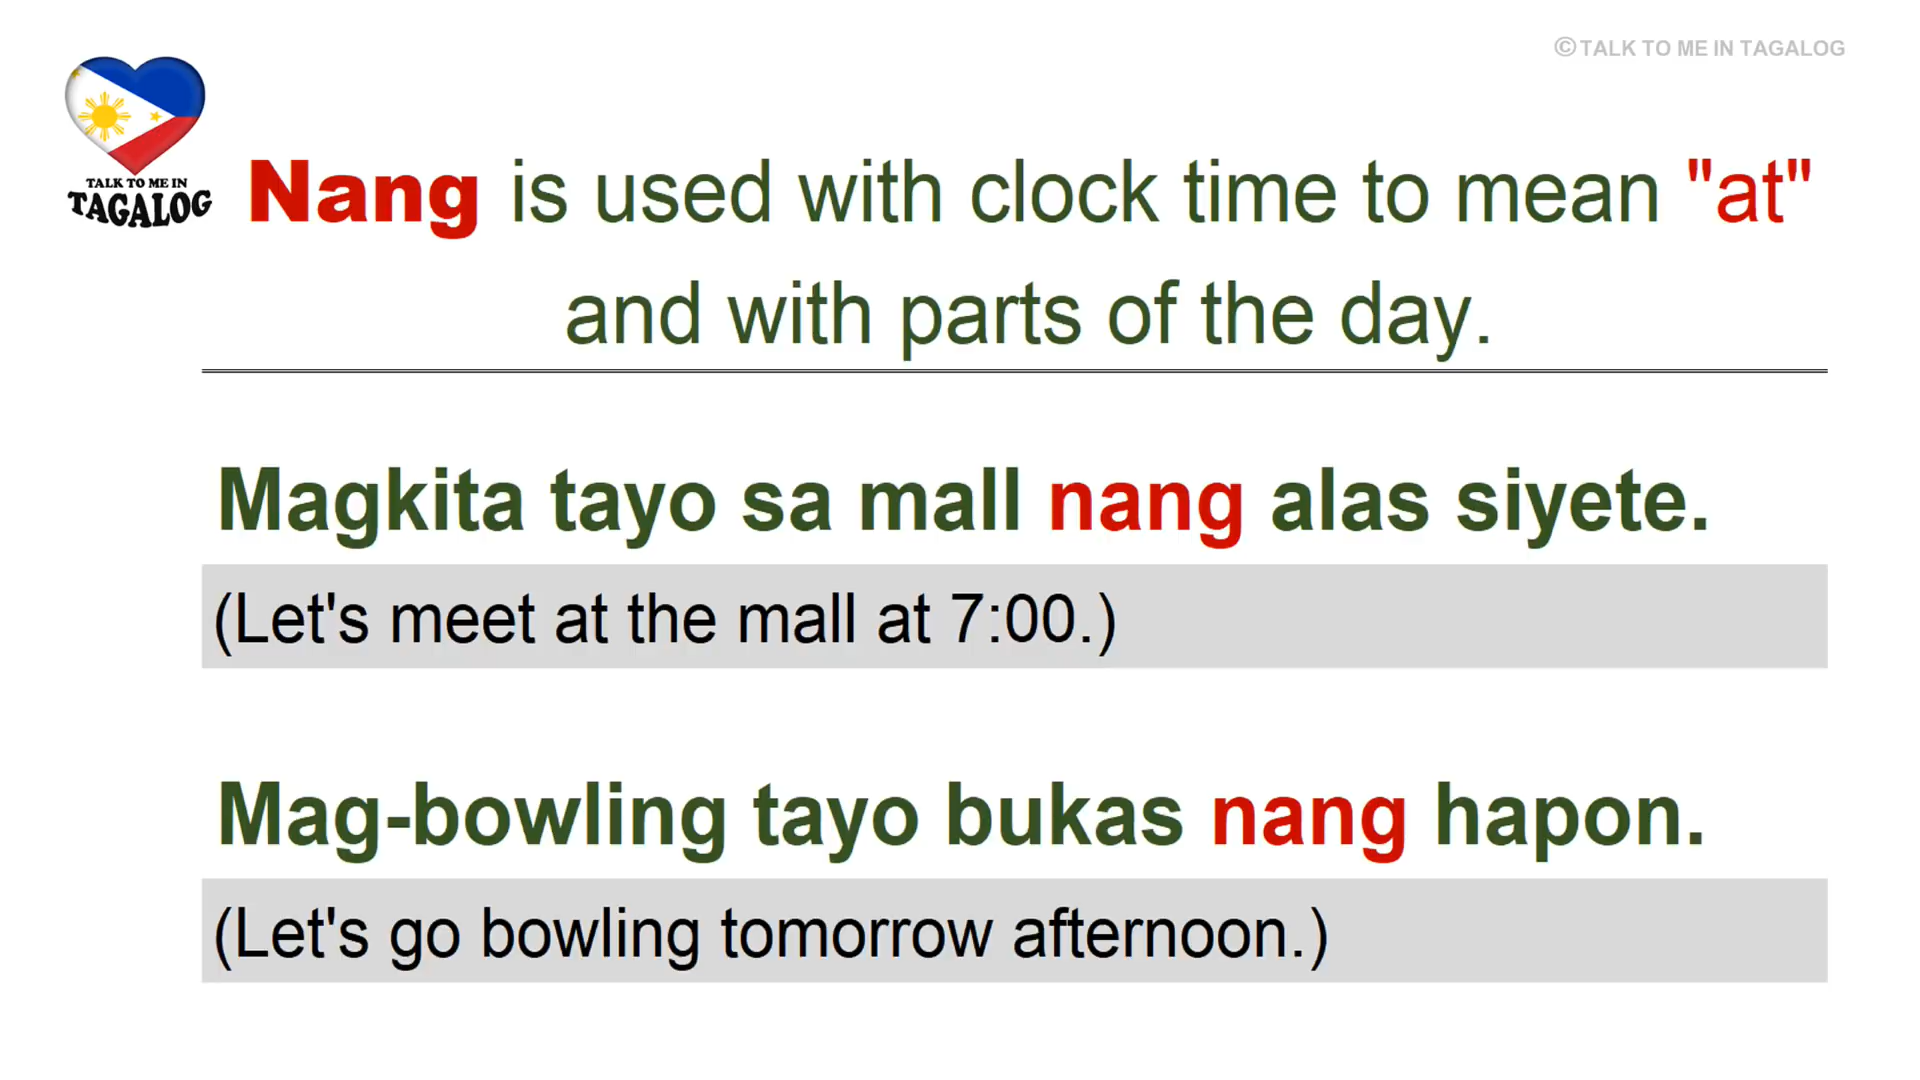 © TALK TO ME IN TAGALOG
TALK TO ME IN
TAGALOG
Nang is used with clock time to mean "at"
and with parts of the day.
Magkita tayo sa mall nang alas siyete.
(Let's meet at the mall at 7:00.)
Mag-bowling tayo bukas nang hapon.
(Let's go bowling tomorrow afternoon.)